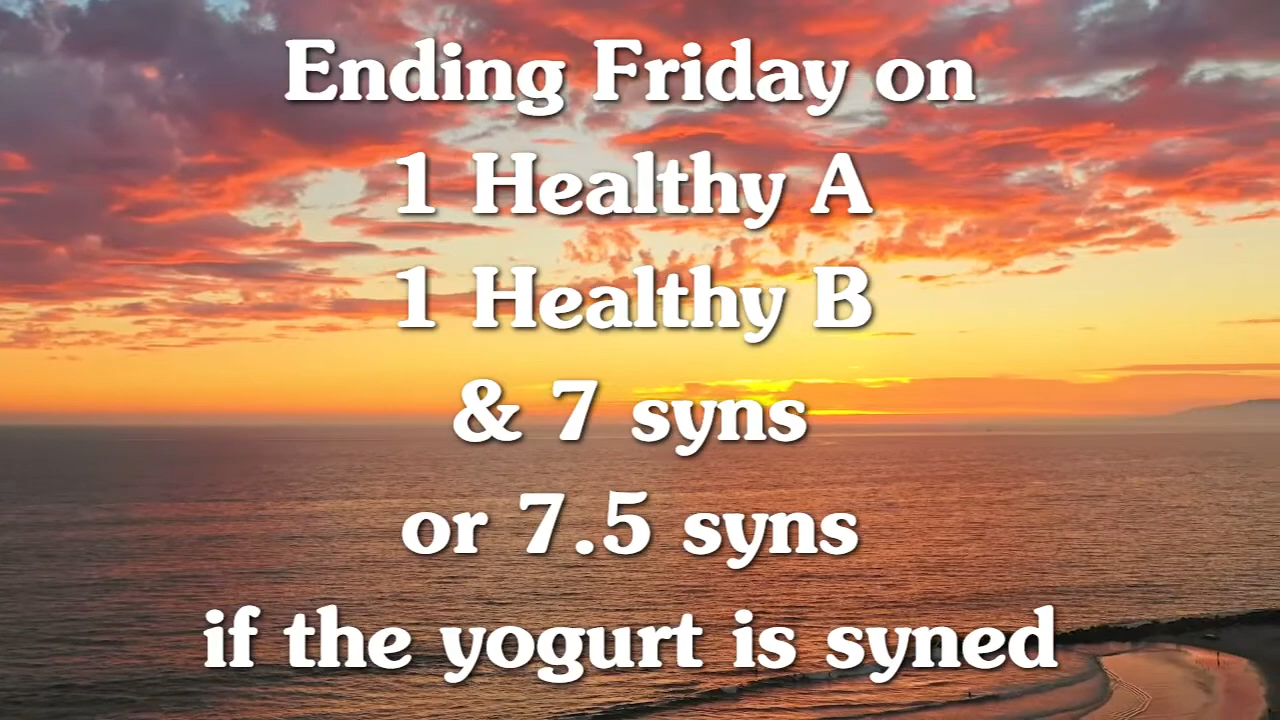 Ending Friday on
1 Healthy A
1 Healthy B
& 7 syns
or 7.5 syns
if the yogurt is syned